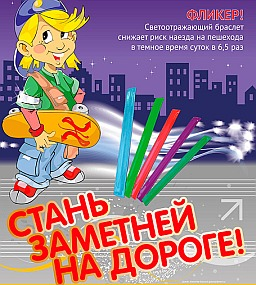 ФЛИКЕР!
Светоотражающий браслет
снижает риск наезда на пешехода
в темное время суток в 6,5 раз
СТАНЬ
ЗАМЕТНЕЙ
НА ДОРОГЕ!